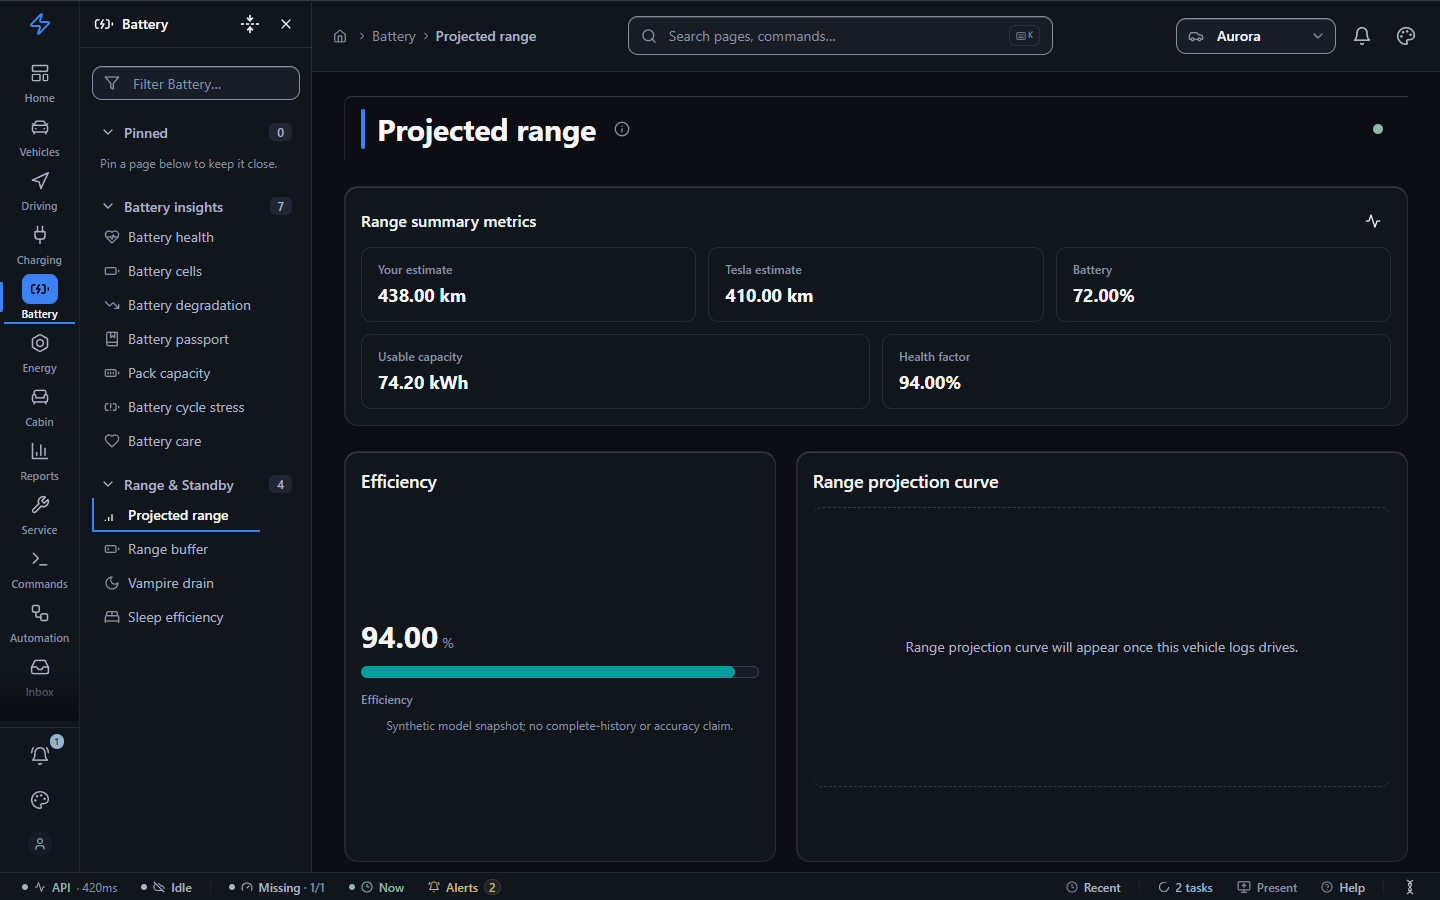 Battery
Home
Vehicles
Driving
Charging
Battery
Energy
Cabin
Reports
Service
Commands
Automation
Inbox
1
Filter Battery...
Pinned 0
Pin a page below to keep it close.
Battery insights 7
Battery health
Battery cells
Battery degradation
Battery passport
Pack capacity
Battery cycle stress
Battery care
Range & Standby 4
Projected range
Range buffer
Vampire drain
Sleep efficiency
Battery > Projected range
Search pages, commands... K
Aurora
Projected range
Range summary metrics
Your estimate
438.00 km
Tesla estimate
410.00 km
Battery
72.00%
Usable capacity
74.20 kWh
Health factor
94.00%
Efficiency
94.00 %
Efficiency
Synthetic model snapshot; no complete-history or accuracy claim.
Range projection curve
Range projection curve will appear once this vehicle logs drives.
API · 420ms Idle Missing · 1/1 Now Alerts 2 Recent 2 tasks Present Help